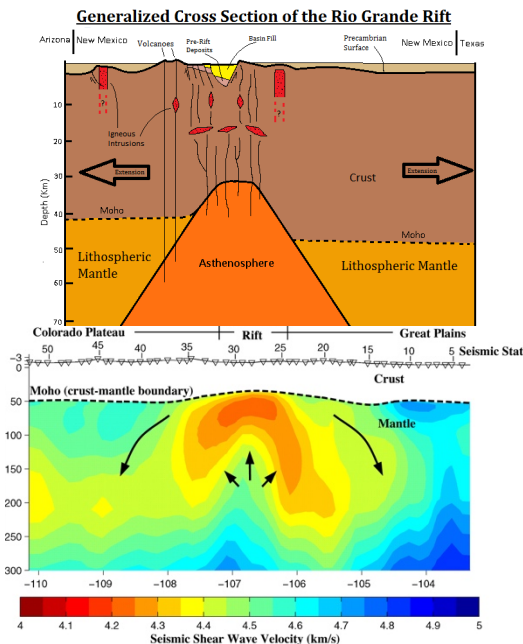 Generalized Cross Section of the Rio Grande Rift
Arizona New Mexico
Volcanoes
Pre-Rift
Deposits
Basin Fill
Precambrian
Surface
New Mexico Texas
Igneous
Intrusions
?
?
Extension
Extension
Crust
Moho
Moho
Lithospheric
Mantle
Asthenosphere
Lithospheric Mantle
Depth (Km)
10
20
30
40
50
60
70
Colorado Plateau
Rift
Great Plains
50 45 40 35 30 25 20 15 10 5 Seismic Stat
-3
0
50
100
150
200
250
300
Moho (crust-mantle boundary)
Crust
Mantle
-110 -109 -108 -107 -106 -105 -104
4 4.1 4.2 4.3 4.4 4.5 4.6 4.7 4.8 4.9 5
Seismic Shear Wave Velocity (km/s)